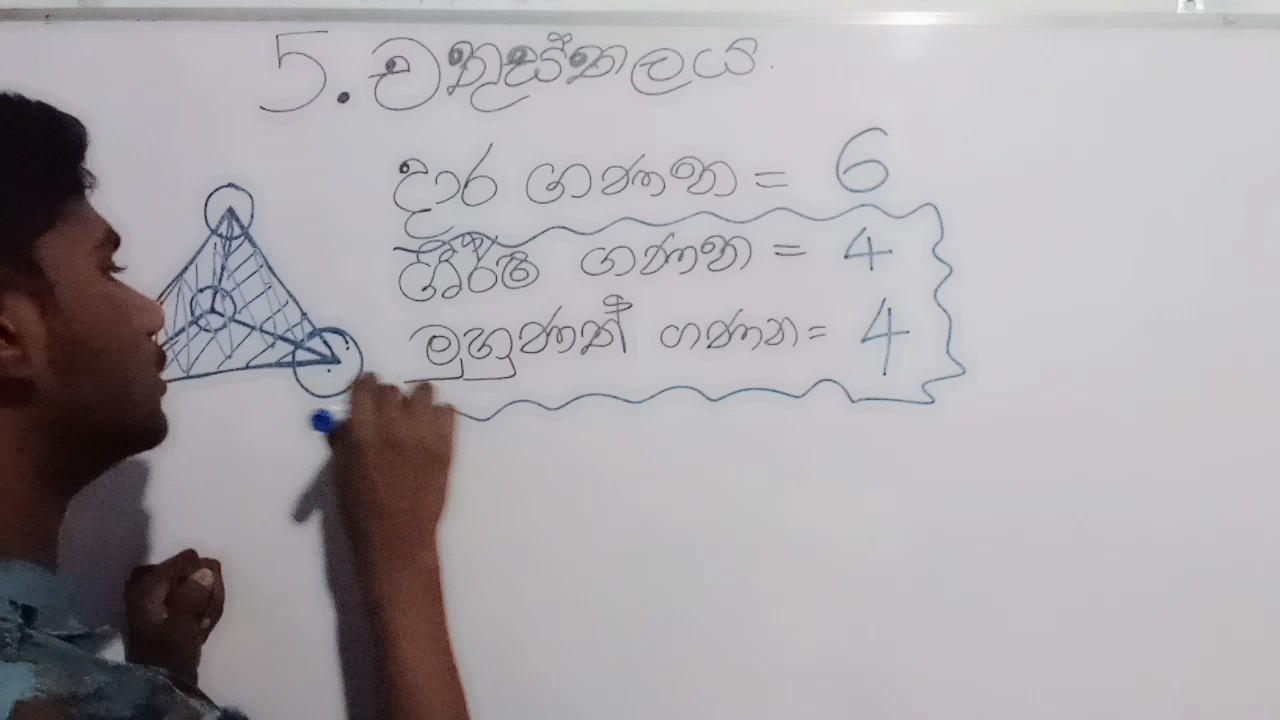 5. චතුස්තලය
දාර ගණන = 6
ශීර්ෂ ගණන = 4
මුහුණත් ගණන = 4